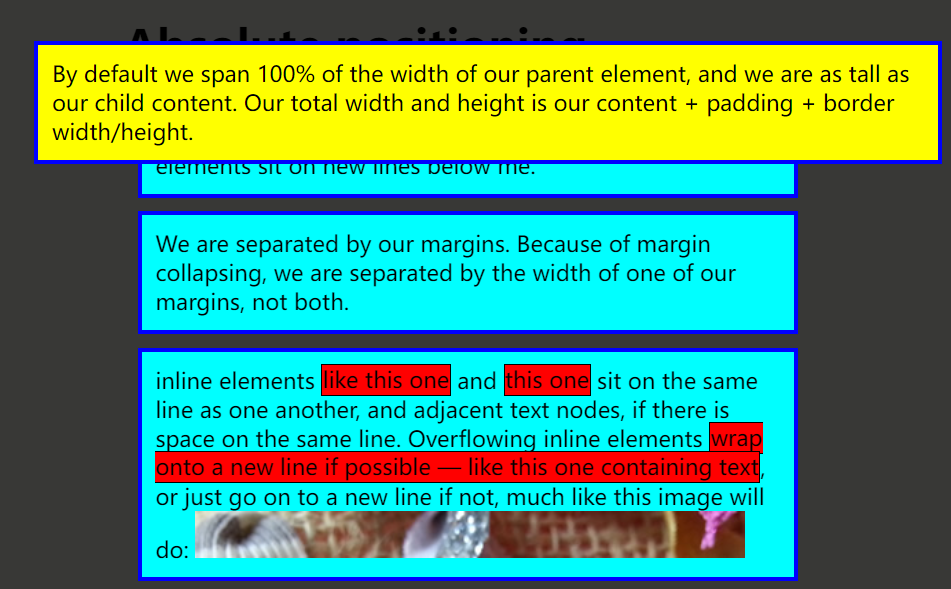 Absolute positioning
By default we span 100% of the width of our parent element, and we are as tall as
our child content. Our total width and height is our content + padding + border
width/height.
elements sit on new lines below me.
We are separated by our margins. Because of margin
collapsing, we are separated by the width of one of our
margins, not both.
inline elements like this one and this one sit on the same
line as one another, and adjacent text nodes, if there is
space on the same line. Overflowing inline elements wrap
onto a new line if possible — like this one containing text,
or just go on to a new line if not, much like this image will
do: